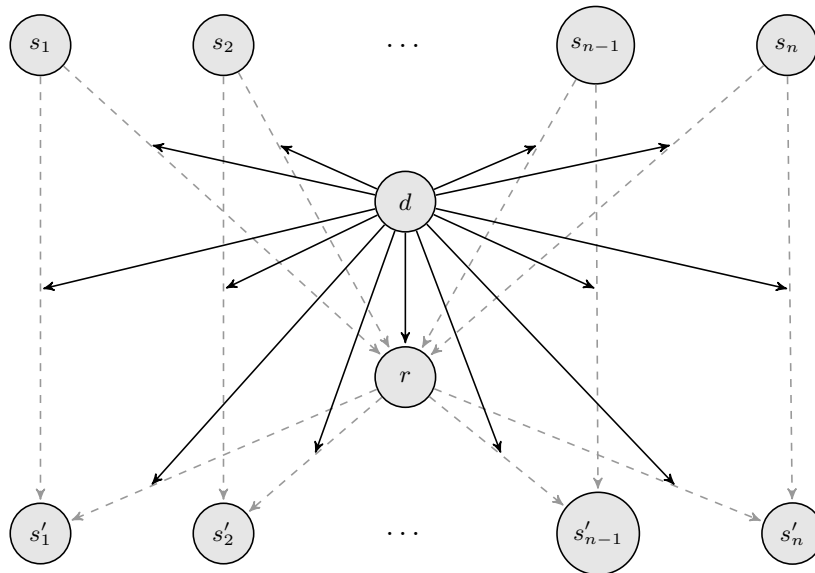 s₁ s₂ ⋯ sₙ₋₁ sₙ
d
r
s′₁ s′₂ ⋯ s′ₙ₋₁ s′ₙ